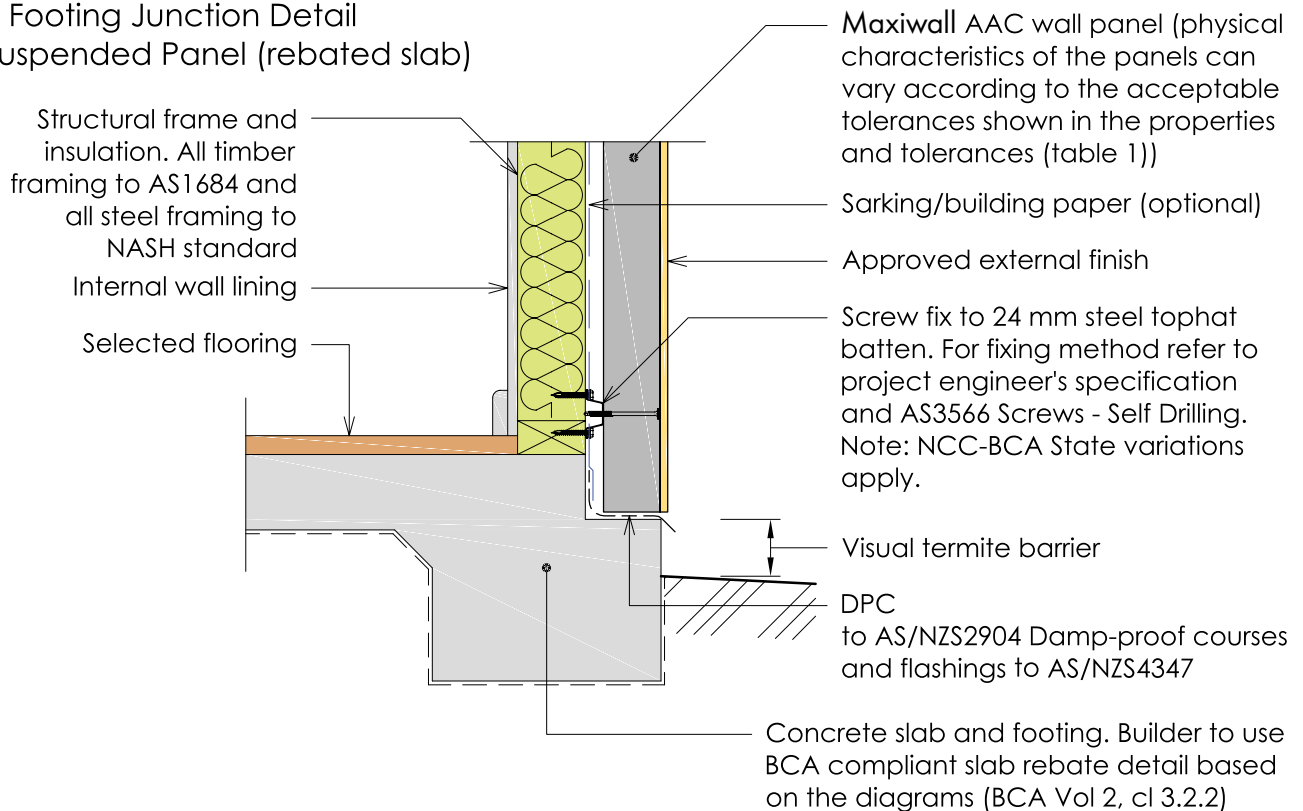 Footing Junction Detail
uspended Panel (rebated slab)
Structural frame and
insulation. All timber
framing to AS1684 and
all steel framing to
NASH standard
Internal wall lining
Selected flooring
Maxiwall AAC wall panel (physical
characteristics of the panels can
vary according to the acceptable
tolerances shown in the properties
and tolerances (table 1))
Sarking/building paper (optional)
Approved external finish
Screw fix to 24 mm steel tophat
batten. For fixing method refer to
project engineer's specification
and AS3566 Screws - Self Drilling.
Note: NCC-BCA State variations
apply.
Visual termite barrier
DPC
to AS/NZS2904 Damp-proof courses
and flashings to AS/NZS4347
Concrete slab and footing. Builder to use
BCA compliant slab rebate detail based
on the diagrams (BCA Vol 2, cl 3.2.2)